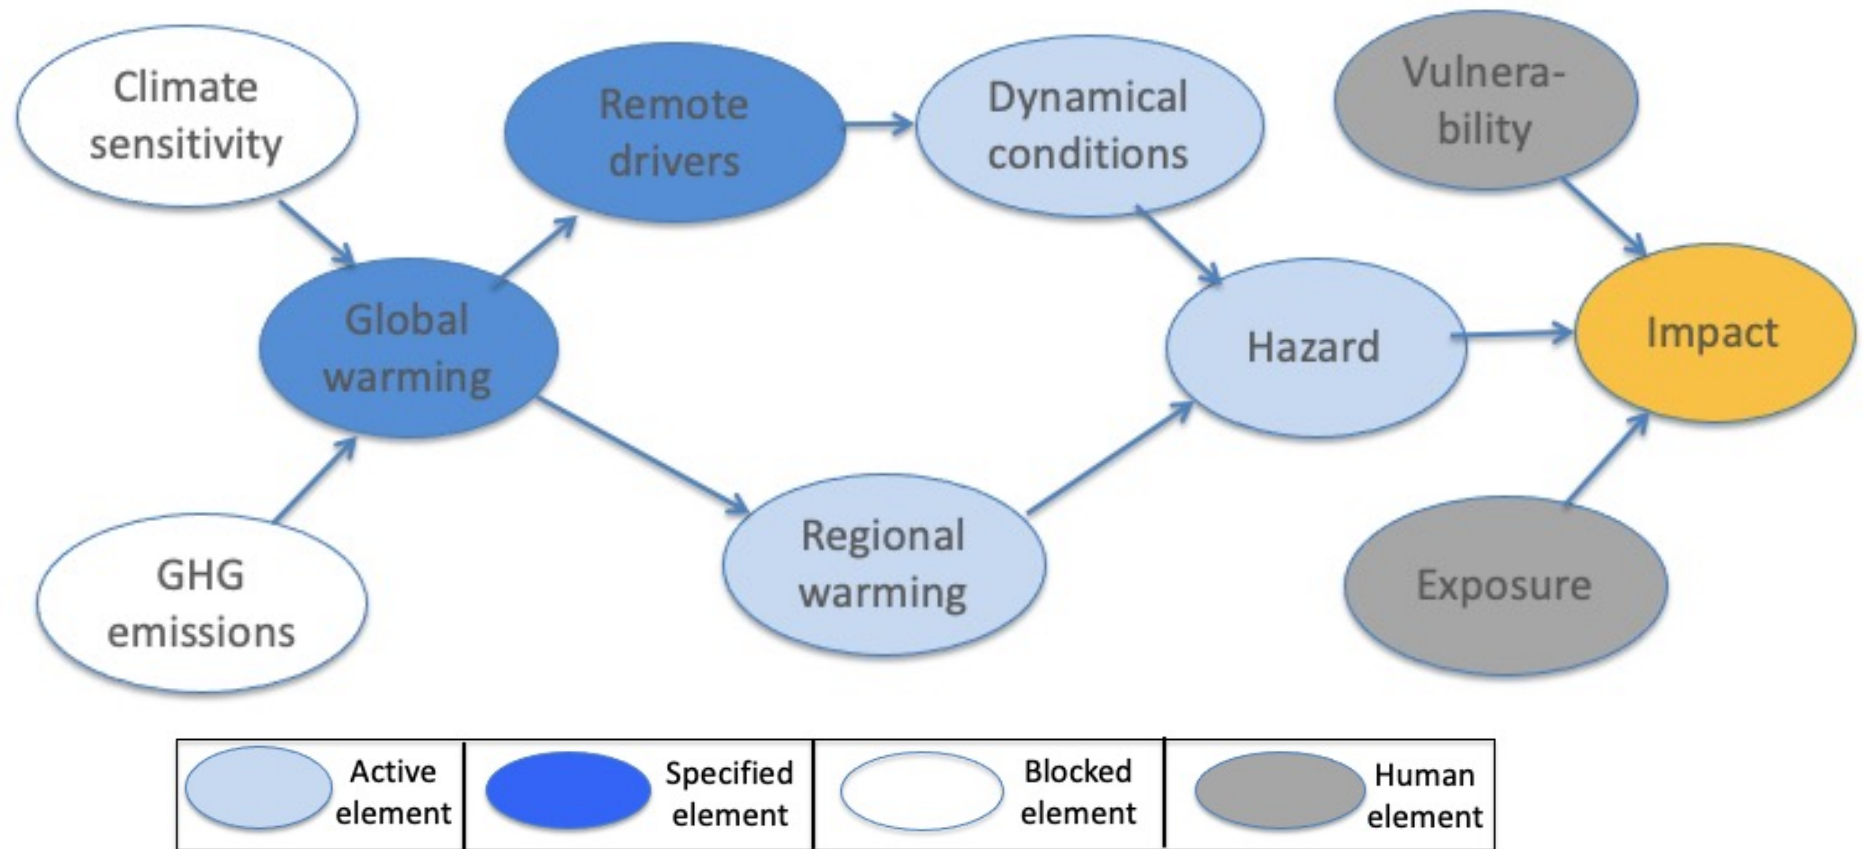 Climate
sensitivity
Remote
drivers
Dynamical
conditions
Vulnera-
bility
Global
warming
Hazard
Impact
Regional
warming
GHG
emissions
Exposure
Active
element
Specified
element
Blocked
element
Human
element